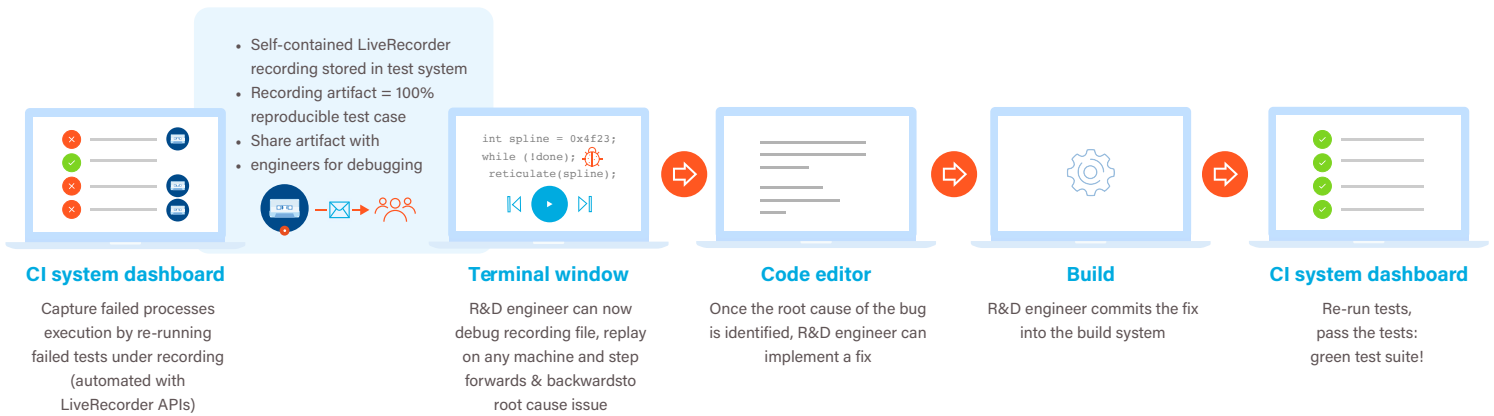 • Self-contained LiveRecorder
recording stored in test system
• Recording artifact = 100%
reproducible test case
• Share artifact with
• engineers for debugging
int spline = 0x4f23;
while (!done);
reticulate(spline);
CI system dashboard
Capture failed processes
execution by re-running
failed tests under recording
(automated with
LiveRecorder APIs)
Terminal window
R&D engineer can now
debug recording file, replay
on any machine and step
forwards & backwardsto
root cause issue
Code editor
Once the root cause of the bug
is identified, R&D engineer can
implement a fix
Build
R&D engineer commits the fix
into the build system
CI system dashboard
Re-run tests,
pass the tests:
green test suite!